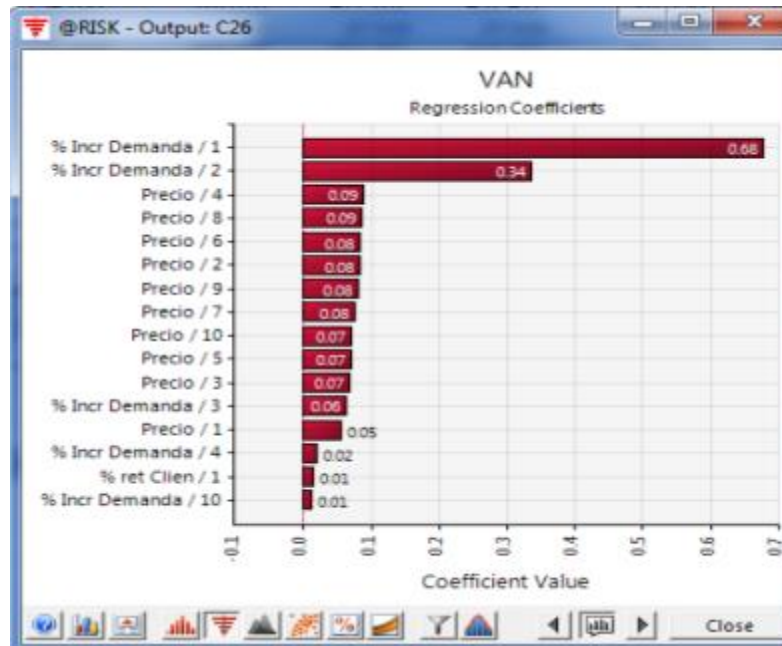 @RISK - Output: C26
VAN
Regression Coefficients
% Incr Demanda / 1
0.68
% Incr Demanda / 2
0.34
Precio / 4
0.09
Precio / 8
0.09
Precio / 6
0.08
Precio / 2
0.08
Precio / 9
0.08
Precio / 7
0.08
Precio / 10
0.07
Precio / 5
0.07
Precio / 3
0.07
% Incr Demanda / 3
0.06
Precio / 1
0.05
% Incr Demanda / 4
0.02
% ret Clien / 1
0.01
% Incr Demanda / 10
0.01
-0.1
0.0
0.1
0.2
0.3
0.4
0.5
0.6
0.7
Coefficient Value
Close